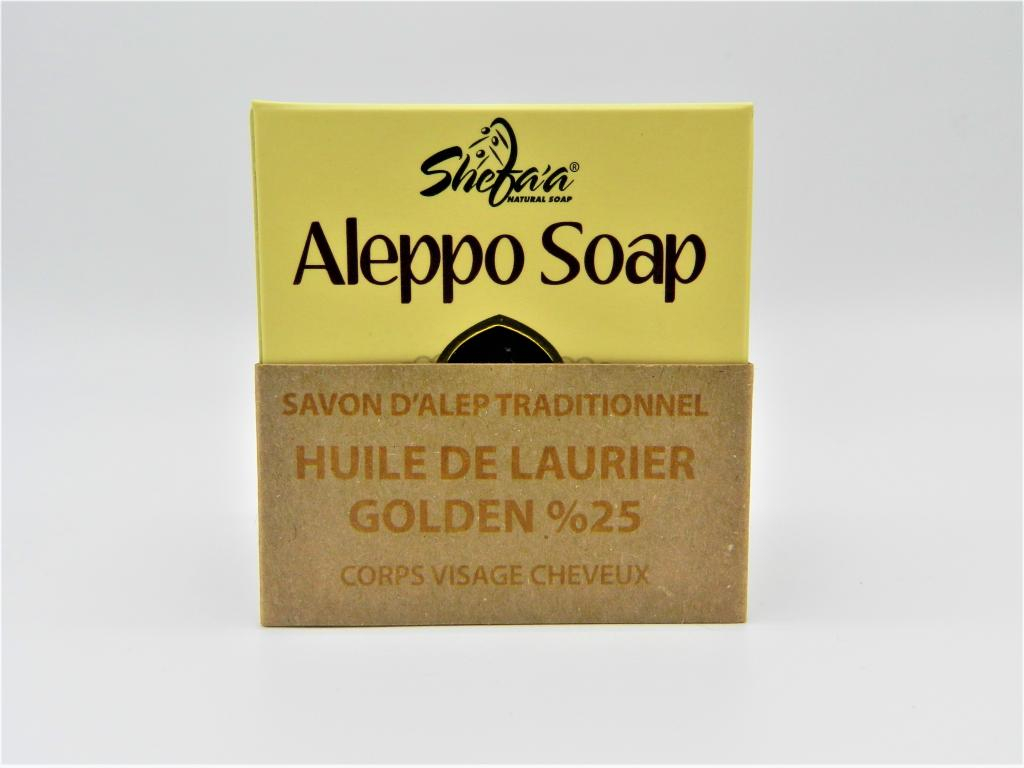 Shefa'a®
NATURAL SOAP
Aleppo Soap
SAVON D'ALEP TRADITIONNEL
HUILE DE LAURIER
GOLDEN %25
CORPS VISAGE CHEVEUX